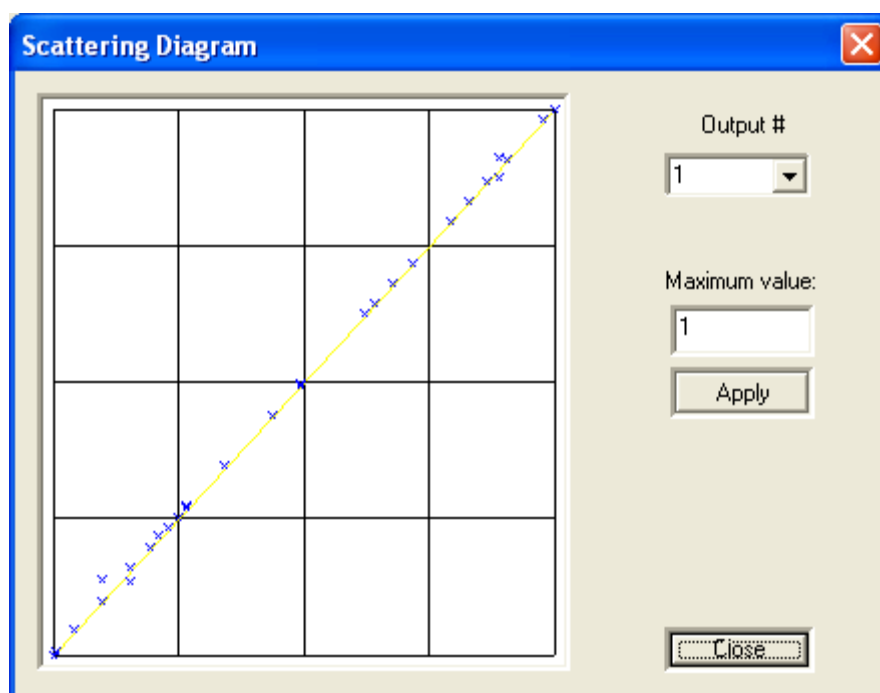 Scattering Diagram
Output #
1
Maximum value:
1
Apply
Close